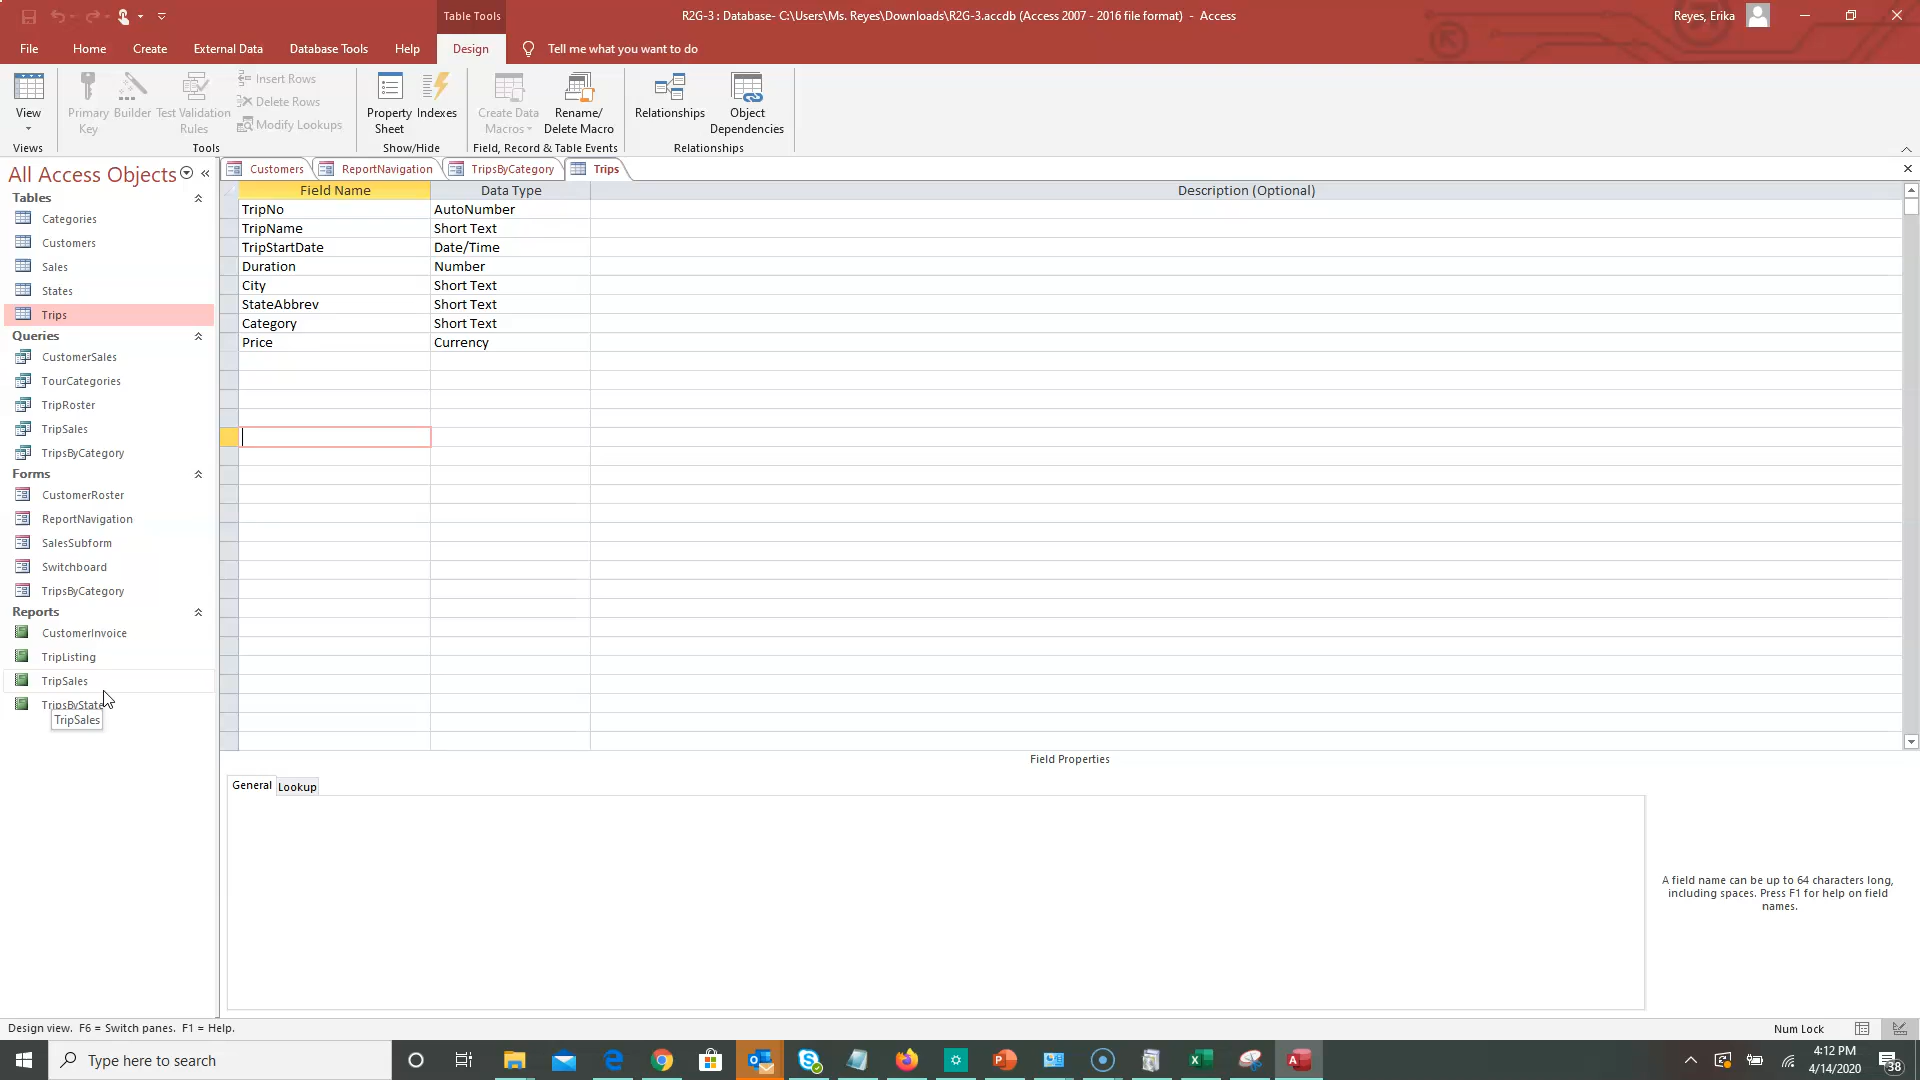 Table Tools
R2G-3 : Database- C:\Users\Ms. Reyes\Downloads\R2G-3.accdb (Access 2007 - 2016 file format) - Access
Reyes, Erika
File
Home
Create
External Data
Database Tools
Help
Design
Tell me what you want to do
View
Primary Key
Builder
Test Validation Rules
Insert Rows
Delete Rows
Modify Lookups
Property Sheet
Indexes
Create Data Macros
Rename/ Delete Macro
Relationships
Object Dependencies
Views
Tools
Show/Hide
Field, Record & Table Events
Relationships
All Access Objects
Customers
ReportNavigation
TripsByCategory
Trips
Tables
Categories
Customers
Sales
States
Trips
Queries
CustomerSales
TourCategories
TripRoster
TripSales
TripsByCategory
Forms
CustomerRoster
ReportNavigation
SalesSubform
Switchboard
TripsByCategory
Reports
CustomerInvoice
TripListing
TripSales
TripsByState
TripSales
Field Name Data Type Description (Optional)
TripNo AutoNumber
TripName Short Text
TripStartDate Date/Time
Duration Number
City Short Text
StateAbbrev Short Text
Category Short Text
Price Currency
Field Properties
General
Lookup
A field name can be up to 64 characters long,
including spaces. Press F1 for help on field
names.
Design view. F6 = Switch panes. F1 = Help.
Num Lock
Type here to search
4:12 PM
4/14/2020
38